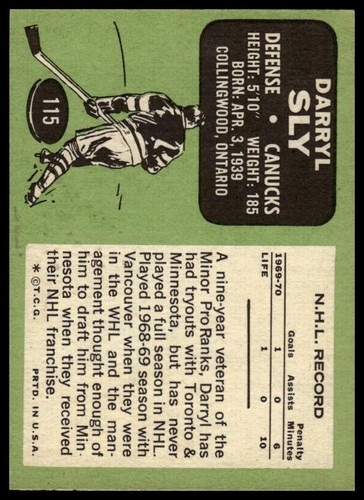 DARRYL
SLY
DEFENSE • CANUCKS
HEIGHT: 5'10" WEIGHT: 185
BORN: APR. 3, 1939
COLLINGWOOD, ONTARIO
115
N.H.L. RECORD
Goals Assists Penalty Minutes
1969-70 1 0 6
LIFE 1 0 10
A nine-year veteran of the
Minor Pro Ranks, Darryl has
had tryouts with Toronto &
Minnesota, but has never
played a full season in NHL.
Played 1968-69 season with
Vancouver when they were
in the WHL and the man-
agement thought enough of
him to draft him from Min-
nesota when they received
their NHL franchise.
* © T.C.G. PRTD. IN U.S.A.